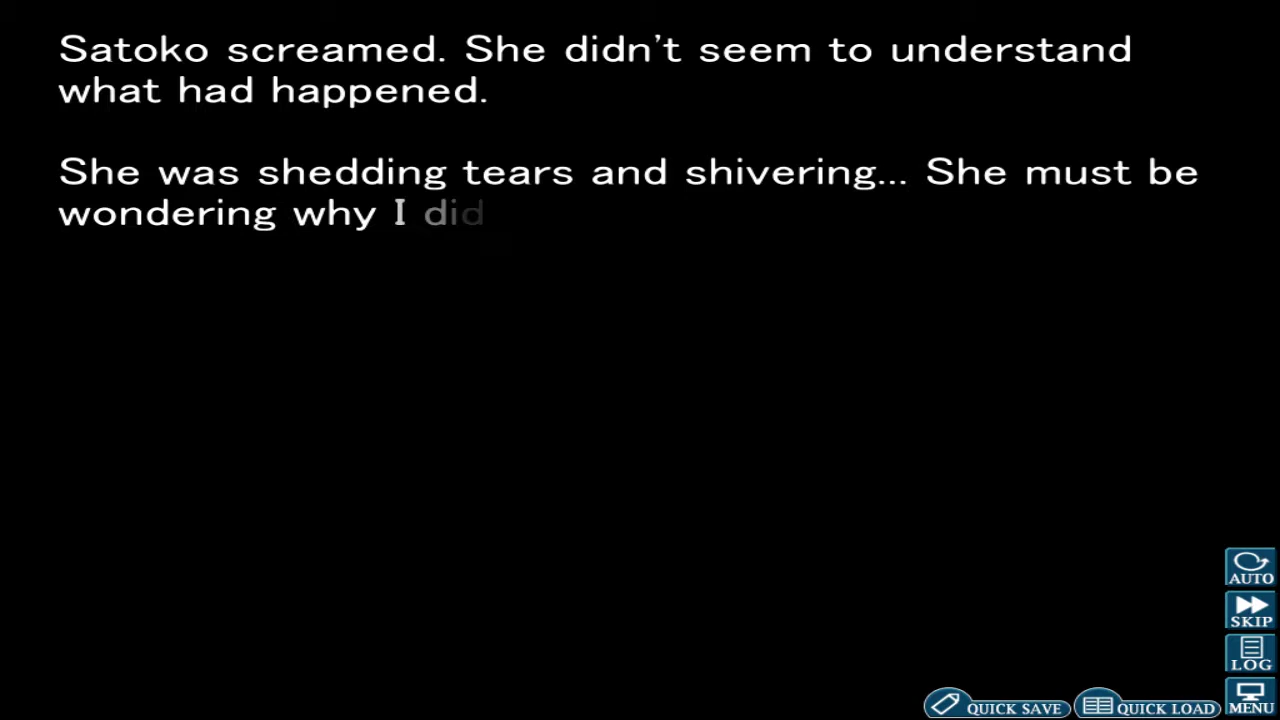 Satoko screamed. She didn't seem to understand
what had happened.
She was shedding tears and shivering... She must be
wondering why I did
AUTO
SKIP
LOG
QUICK SAVE
QUICK LOAD
MENU